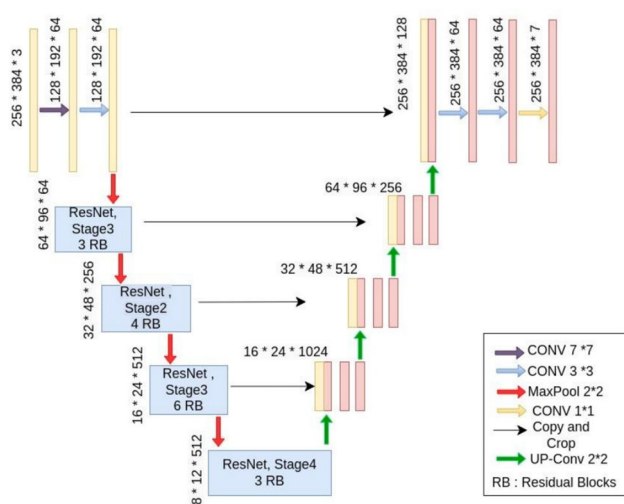 256 * 384 * 3
128 * 192 * 64
128 * 192 * 64
256 * 384 * 128
256 * 384 * 64
256 * 384 * 64
256 * 384 * 7
64 * 96 * 64
ResNet,
Stage3
3 RB
64 * 96 * 256
32 * 48 * 256
ResNet ,
Stage2
4 RB
32 * 48 * 512
16 * 24 * 512
ResNet ,
Stage3
6 RB
16 * 24 * 1024
8 * 12 * 512
ResNet, Stage4
3 RB
CONV 7 *7
CONV 3 *3
MaxPool 2*2
CONV 1*1
Copy and
Crop
UP-Conv 2*2
RB : Residual Blocks